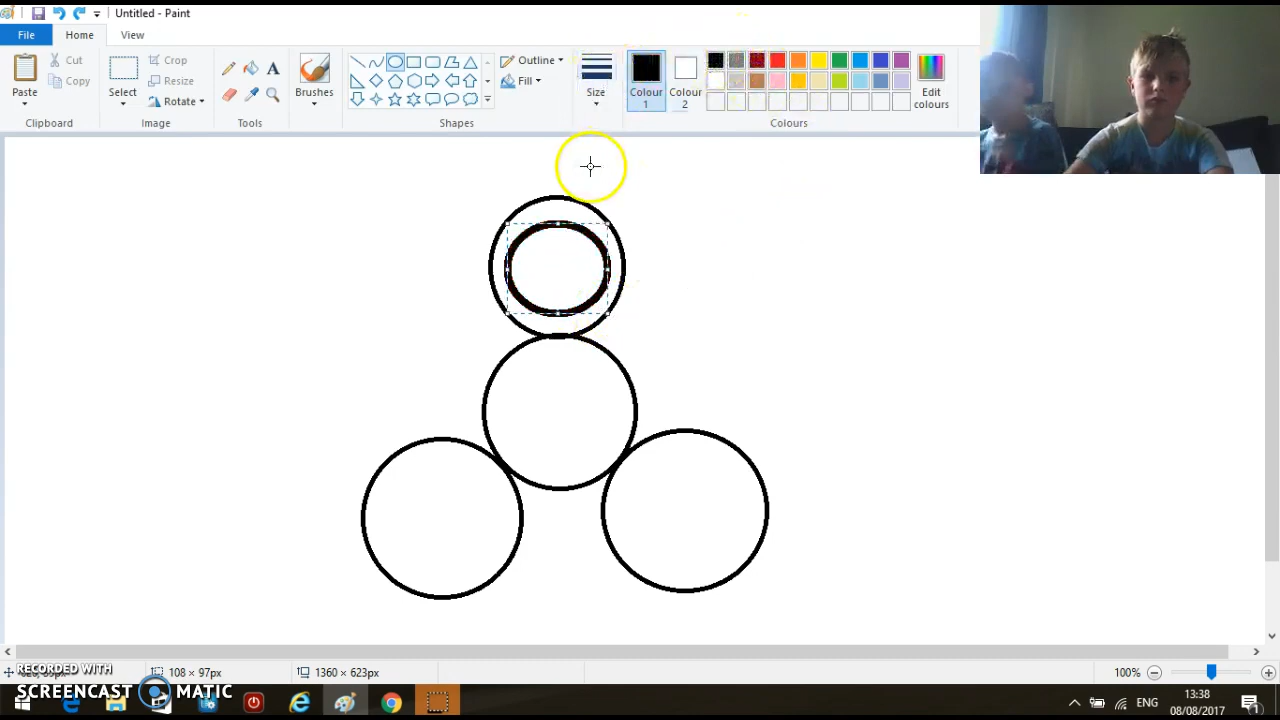 Untitled - Paint
File
Home
View
Paste
Cut
Copy
Clipboard
Select
Crop
Resize
Rotate
Image
A
Tools
Brushes
Shapes
Outline
Fill
Size
Colour 1
Colour 2
Edit colours
Colours
108 × 97px
1360 × 623px
100%
RECORDED WITH
SCREENCAST MATIC
ENG
13:38
08/08/2017